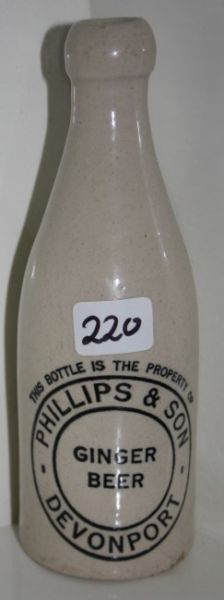 220
THIS BOTTLE IS THE PROPERTY OF
PHILLIPS & SON
GINGER
BEER
- DEVONPORT -